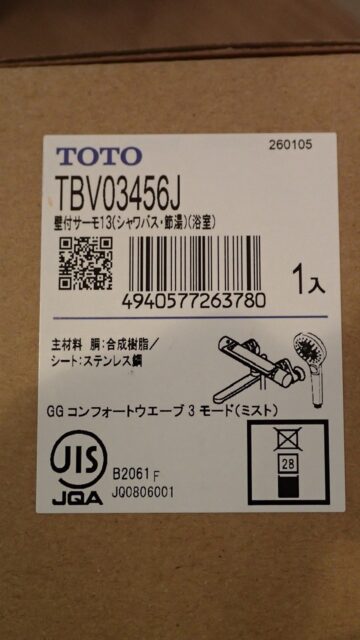 TOTO
260105
TBV03456J
壁付サーモ13(シャワバス・節湯)(浴室)
4940577263780
1入
主材料 胴:合成樹脂/
シート:ステンレス鋼
GG コンフォートウエーブ3モード(ミスト)
JIS
JQA
B2061F
JQ0806001
28